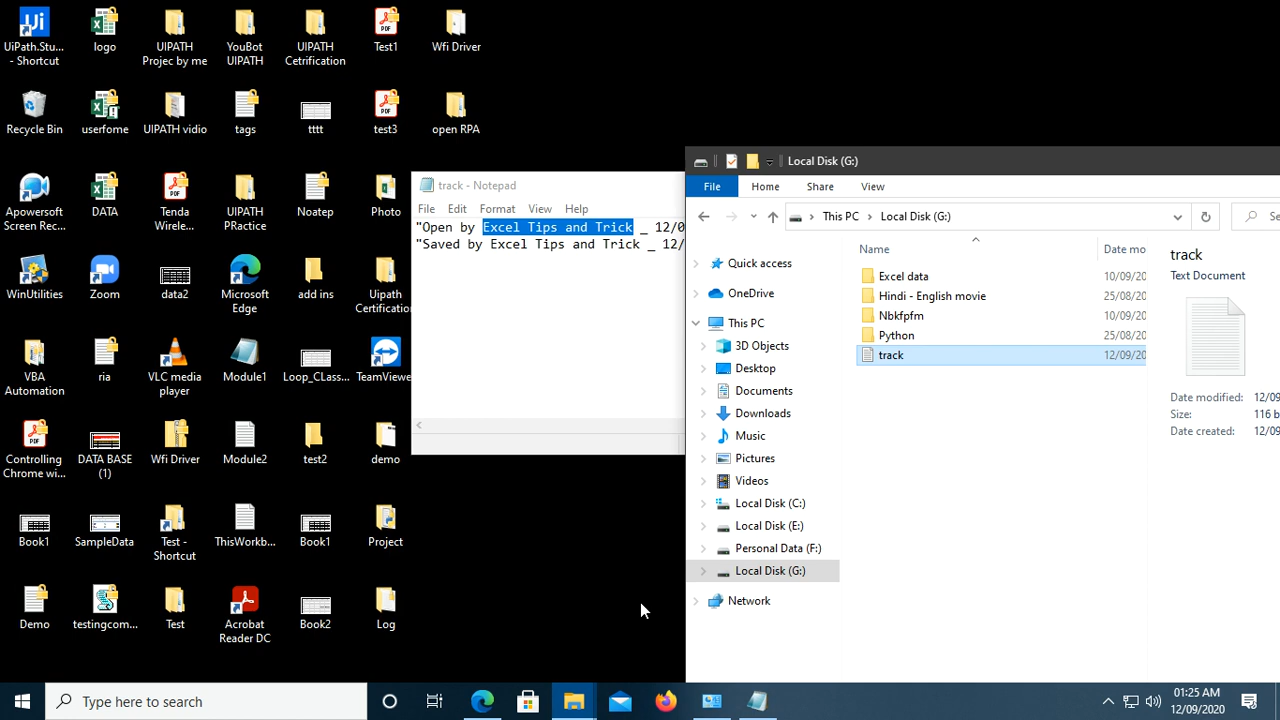 UiPath.Stu...
- Shortcut
logo
UIPATH
Projec by me
YouBot
UIPATH
UIPATH
Cetrification
Test1
Wfi Driver
Recycle Bin
userfome
UIPATH vidio
tags
tttt
test3
open RPA
Apowersoft
Screen Rec...
DATA
Tenda
Wirele...
UIPATH
PRactice
Noatep
Photo
WinUtilities
Zoom
data2
Microsoft
Edge
add ins
Uipath
Certification
VBA
Automation
ria
VLC media
player
Module1
Loop_CLass...
TeamViewe
Controlling
Chrome wi...
DATA BASE
(1)
Wfi Driver
Module2
test2
demo
Book1
SampleData
Test -
Shortcut
ThisWorkb...
Book1
Project
Demo
testingcom...
Test
Acrobat
Reader DC
Book2
Log
track - Notepad
File Edit Format View Help
"Open by Excel Tips and Trick _ 12/0
"Saved by Excel Tips and Trick _ 12/
Local Disk (G:)
File Home Share View
This PC > Local Disk (G:)
Se
Quick access
OneDrive
This PC
3D Objects
Desktop
Documents
Downloads
Music
Pictures
Videos
Local Disk (C:)
Local Disk (E:)
Personal Data (F:)
Local Disk (G:)
Network
Name Date mo
Excel data 10/09/20
Hindi - English movie 25/08/20
Nbkfpfm 10/09/20
Python 25/08/20
track 12/09/20
track
Text Document
Date modified: 12/09
Size: 116 b
Date created: 12/09
Type here to search
01:25 AM
12/09/2020